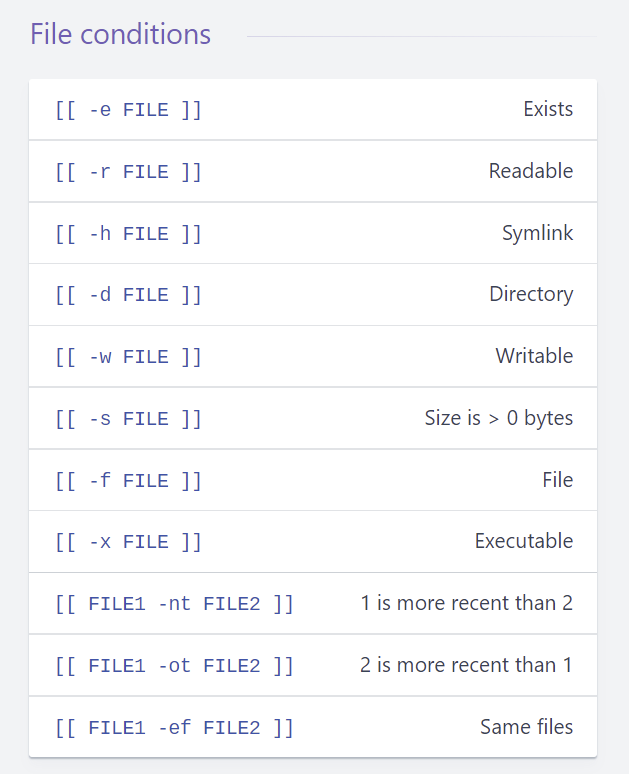 File conditions
[[ -e FILE ]] Exists
[[ -r FILE ]] Readable
[[ -h FILE ]] Symlink
[[ -d FILE ]] Directory
[[ -w FILE ]] Writable
[[ -s FILE ]] Size is > 0 bytes
[[ -f FILE ]] File
[[ -x FILE ]] Executable
[[ FILE1 -nt FILE2 ]] 1 is more recent than 2
[[ FILE1 -ot FILE2 ]] 2 is more recent than 1
[[ FILE1 -ef FILE2 ]] Same files